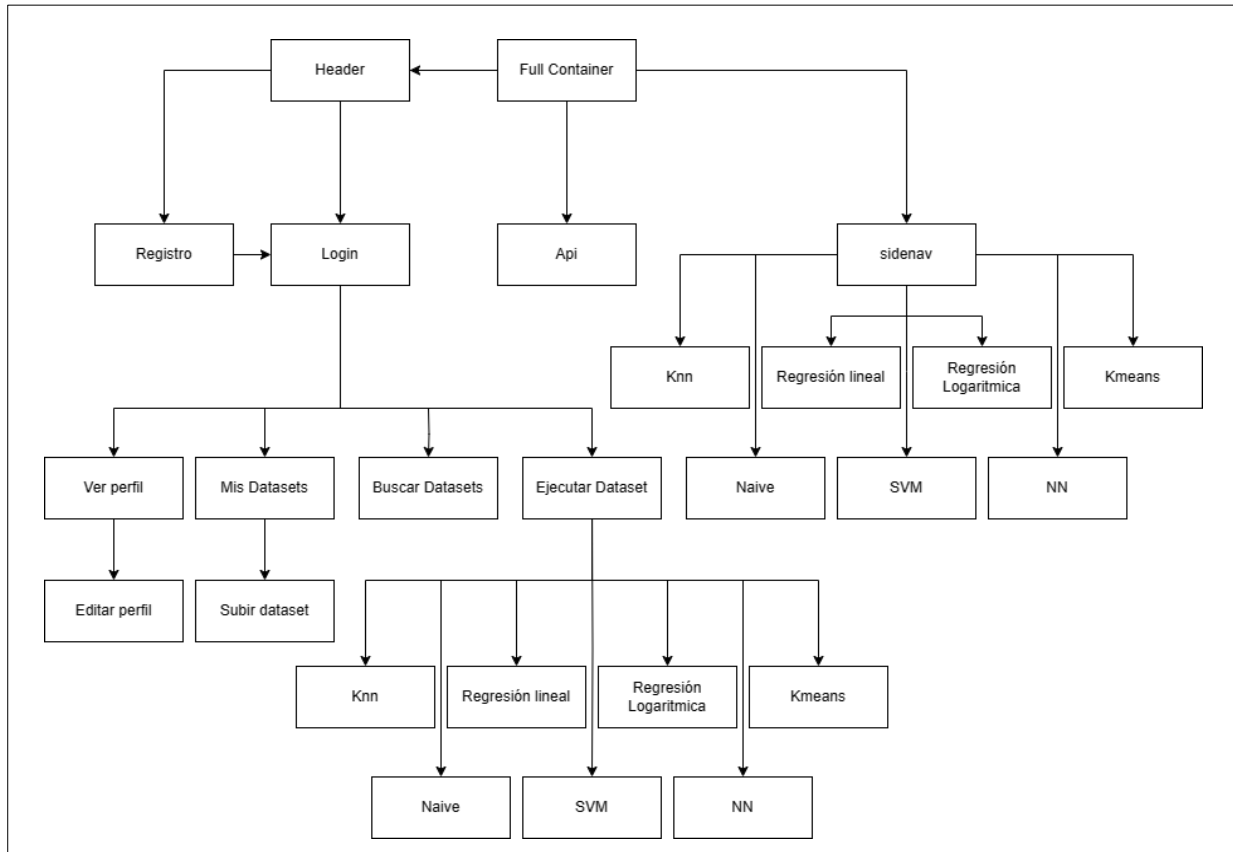 Header
Full Container
Registro
Login
Api
sidenav
Knn
Regresión lineal
Regresión
Logaritmica
Kmeans
Ver perfil
Mis Datasets
Buscar Datasets
Ejecutar Dataset
Naive
SVM
NN
Editar perfil
Subir dataset
Knn
Regresión lineal
Regresión
Logaritmica
Kmeans
Naive
SVM
NN